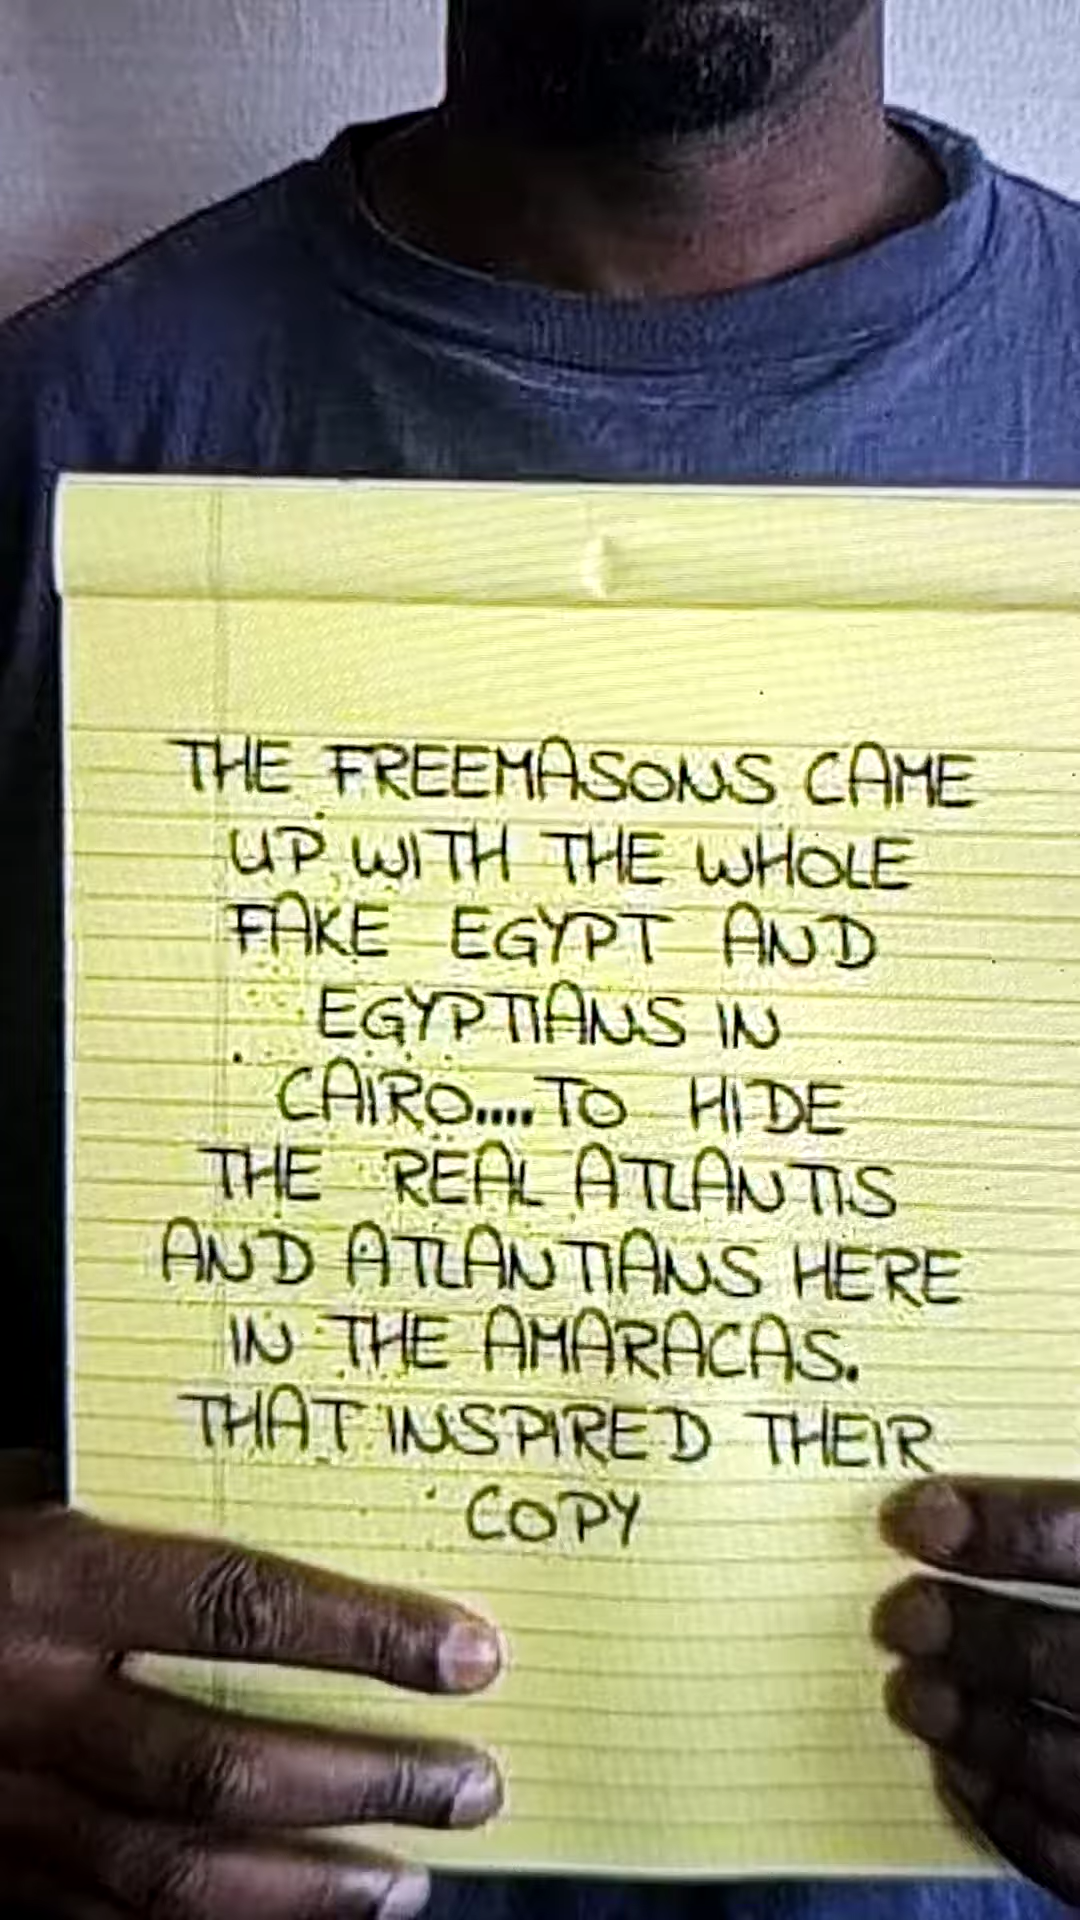 THE FREEMASONS CAME
UP WITH THE WHOLE
FAKE EGYPT AND
EGYPTIANS IN
CAIRO....TO HIDE
THE REAL ATLANTIS
AND ATLANTIANS HERE
IN THE AMARACAS.
THAT INSPIRED THEIR
COPY